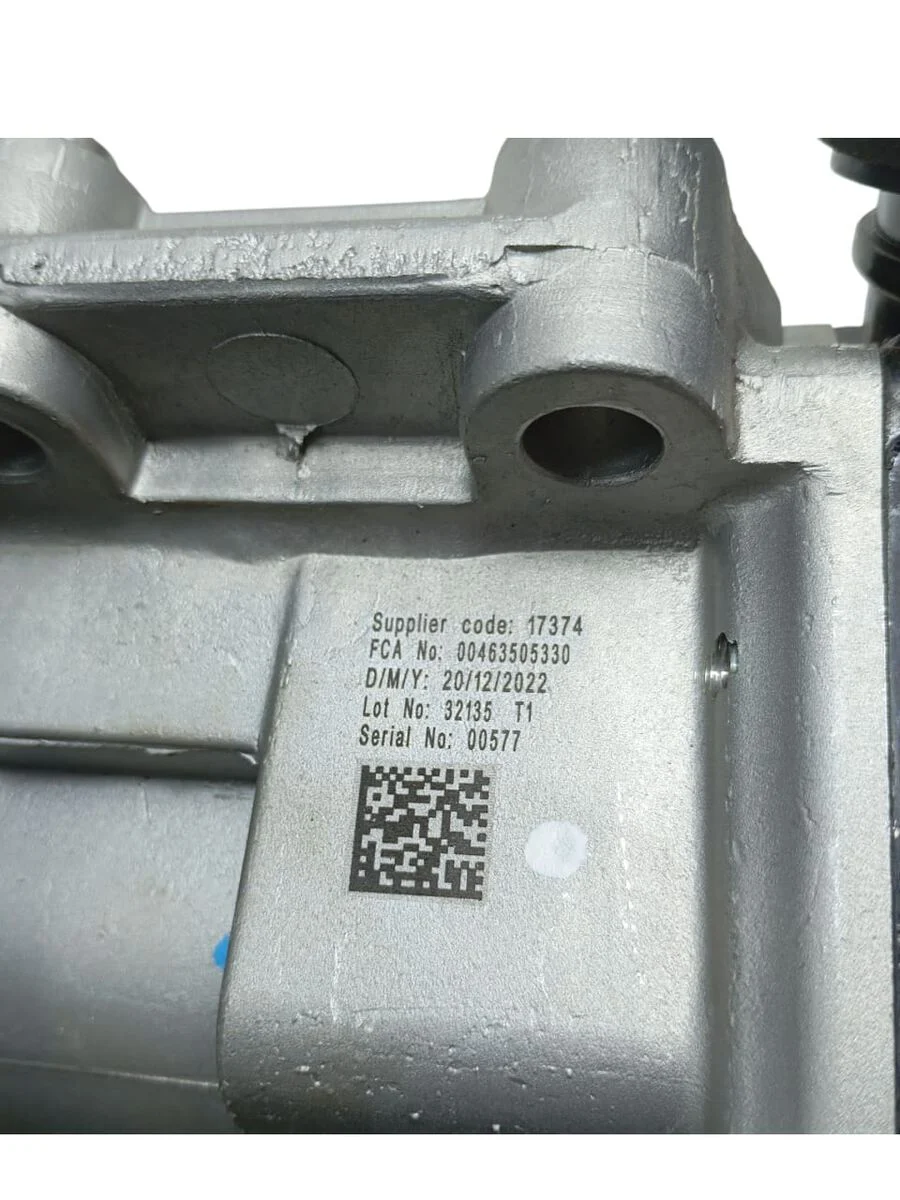 Supplier code: 17374
FCA No: 00463505330
D/M/Y: 20/12/2022
Lot No: 32135 T1
Serial No: 00577